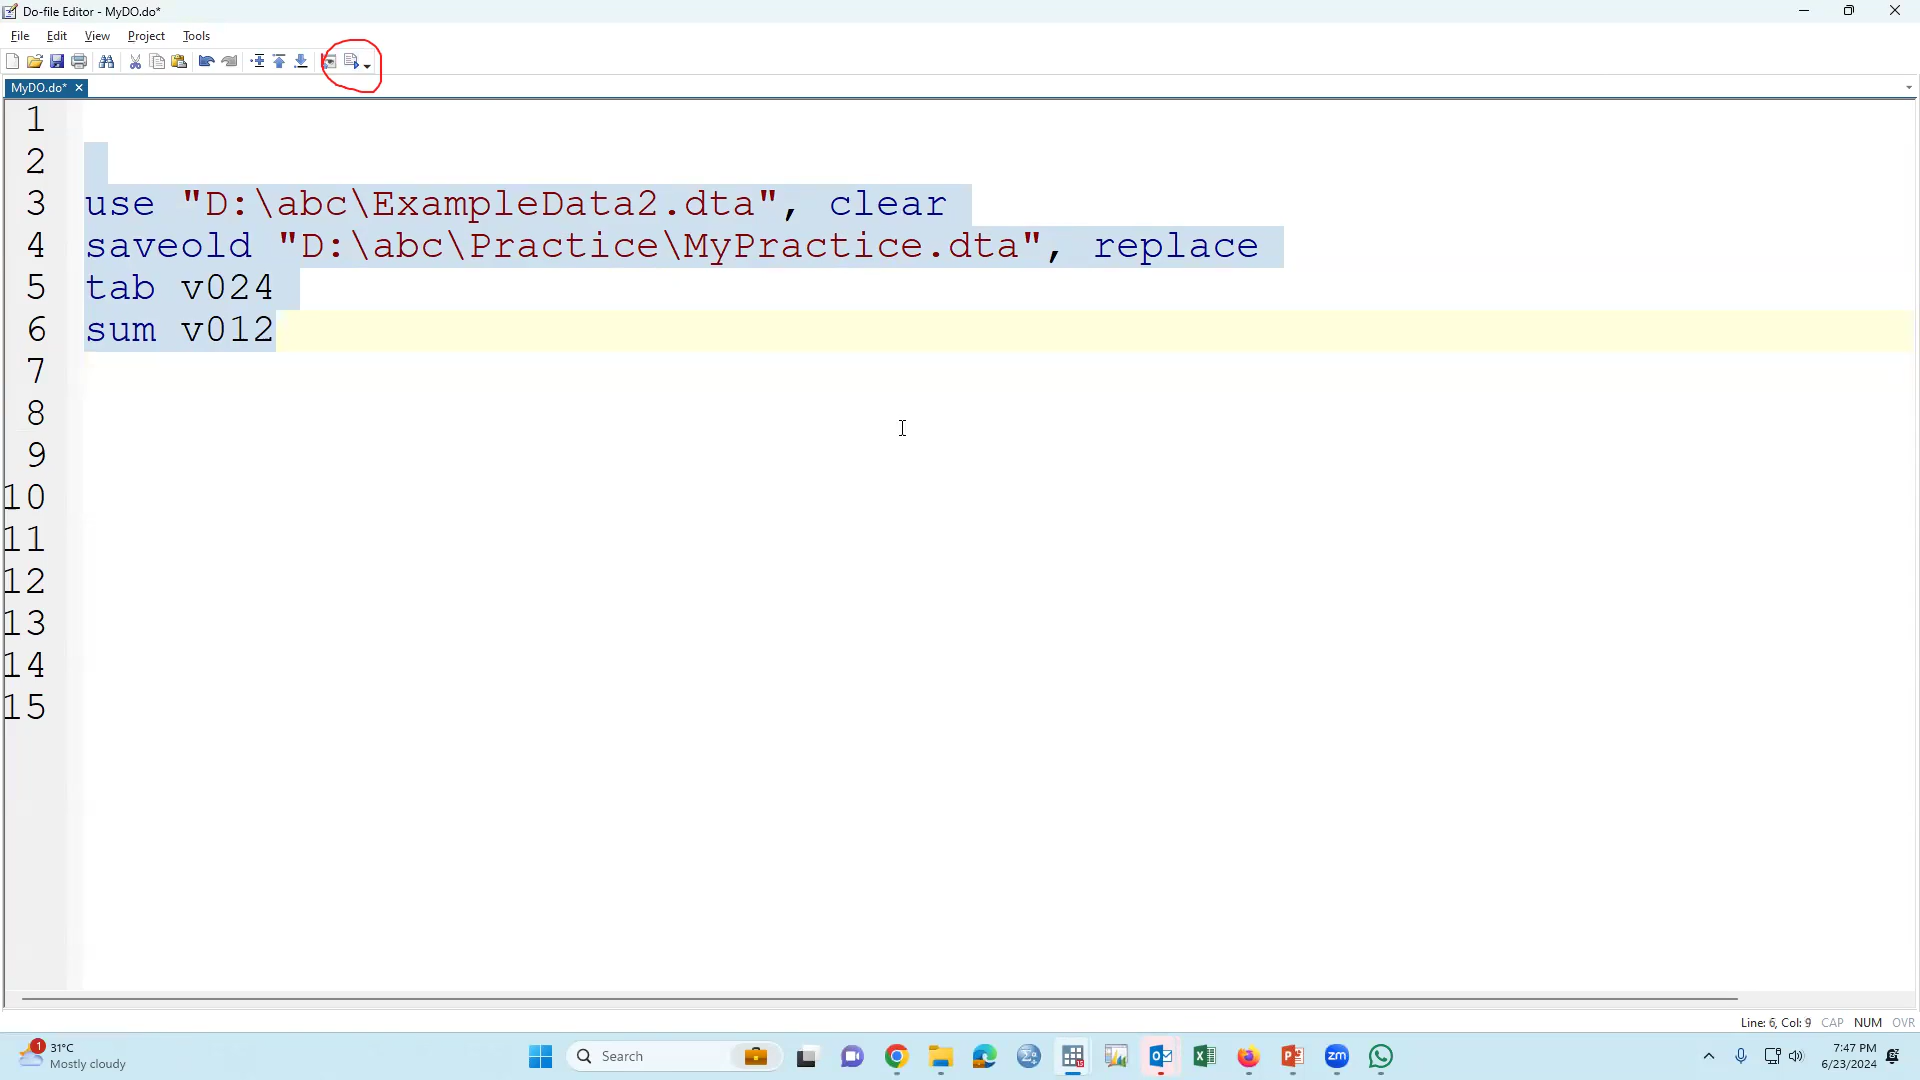 Do-file Editor - MyDO.do*
File Edit View Project Tools
MyDO.do*
1
2
3 use "D:\abc\ExampleData2.dta", clear
4 saveold "D:\abc\Practice\MyPractice.dta", replace
5 tab v024
6 sum v012
7
8
9
10
11
12
13
14
15
Line: 6, Col: 9 CAP NUM OVR
1 31°C
Mostly cloudy
Search
zm
7:47 PM
6/23/2024